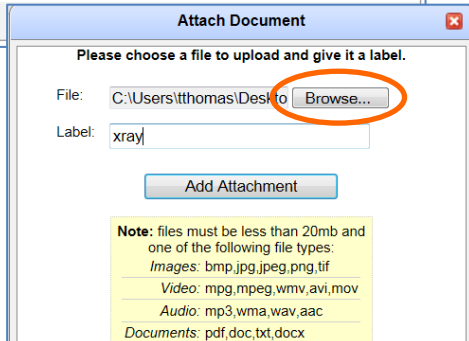 Attach Document
Please choose a file to upload and give it a label.
File: C:\Users\tthomas\Deskto Browse...
Label: xray
Add Attachment
Note: files must be less than 20mb and
one of the following file types:
Images: bmp,jpg,jpeg,png,tif
Video: mpg,mpeg,wmv,avi,mov
Audio: mp3,wma,wav,aac
Documents: pdf,doc,txt,docx